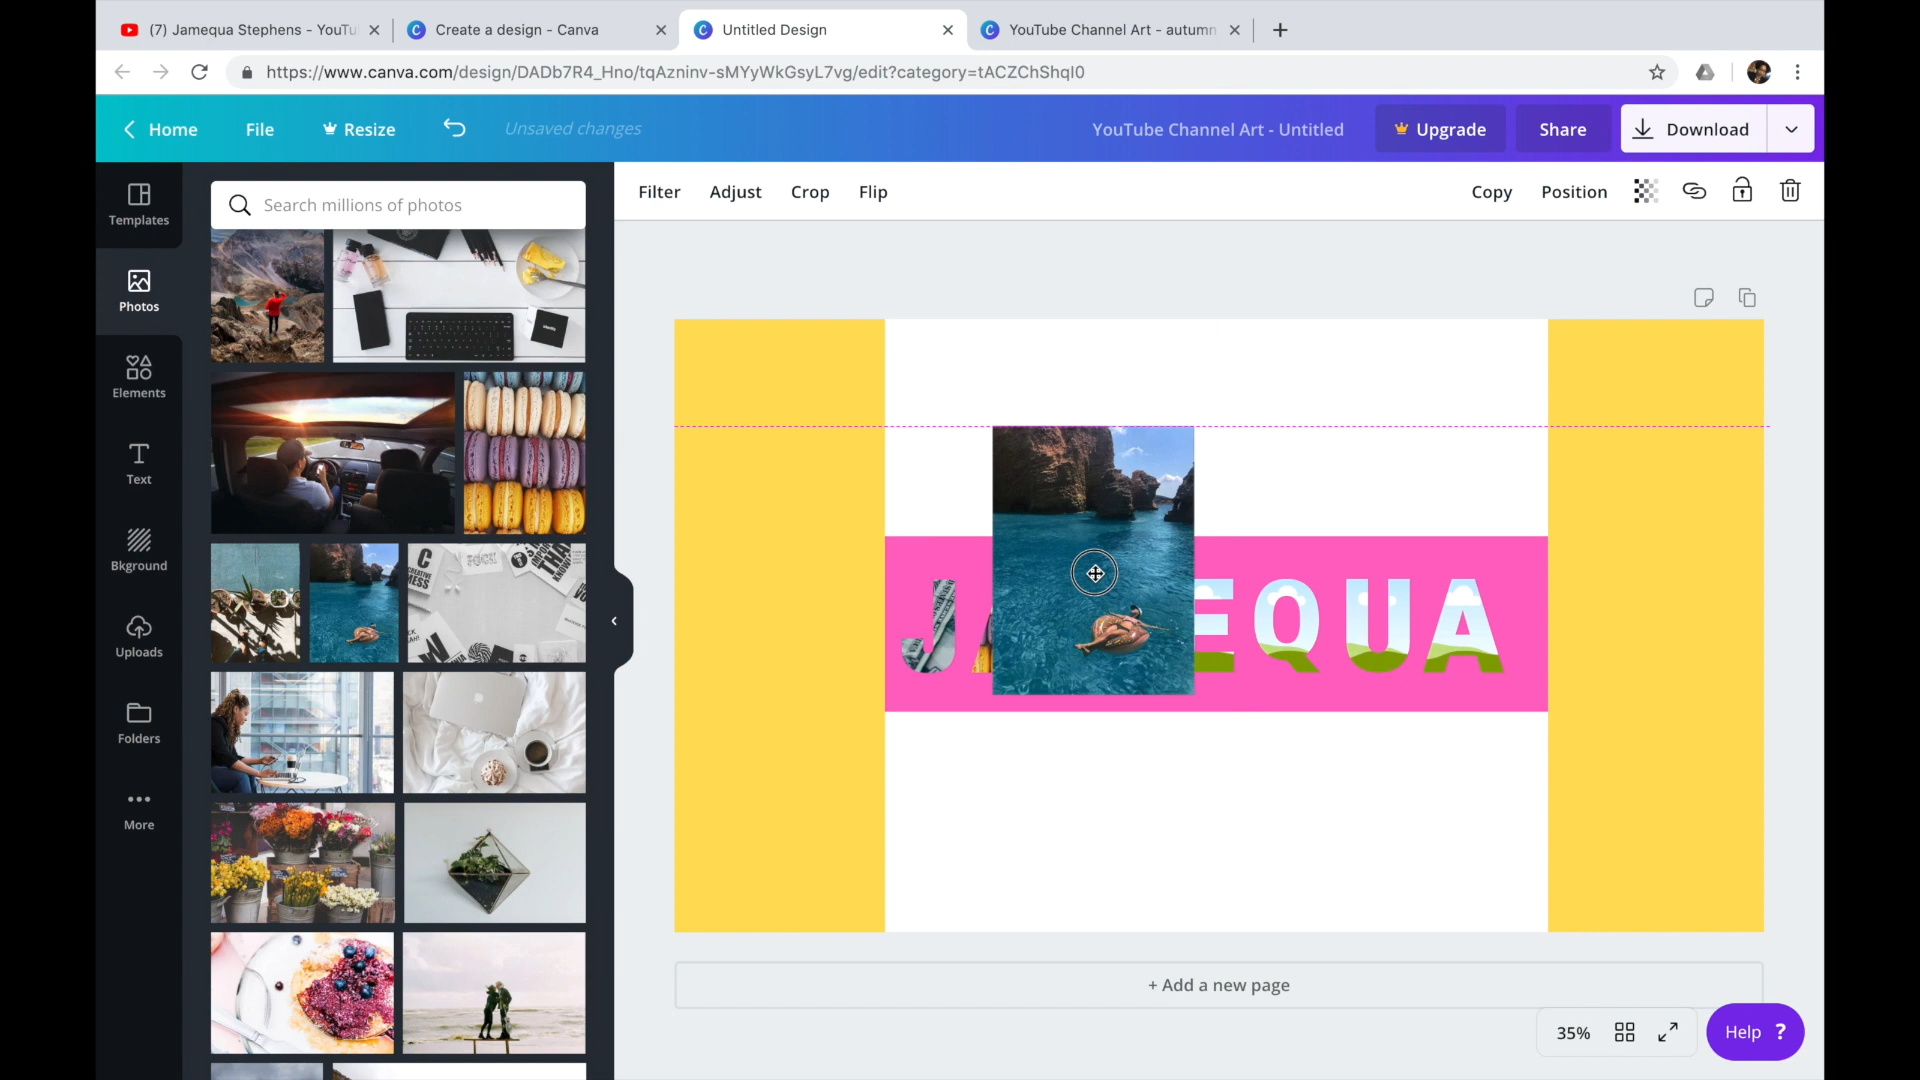 (7) Jamequa Stephens - YouTu
Create a design - Canva
Untitled Design
YouTube Channel Art - autumn
https://www.canva.com/design/DADb7R4_Hno/tqAzninv-sMYyWkGsyL7vg/edit?category=tACZChShqI0
Home
File
Resize
Unsaved changes
YouTube Channel Art - Untitled
Upgrade
Share
Download
Templates
Search millions of photos
Filter
Adjust
Crop
Flip
Copy
Position
Photos
Elements
Text
Bkground
Uploads
Folders
More
C
CREATIVE
MESS
J
EQUA
+ Add a new page
35%
Help ?